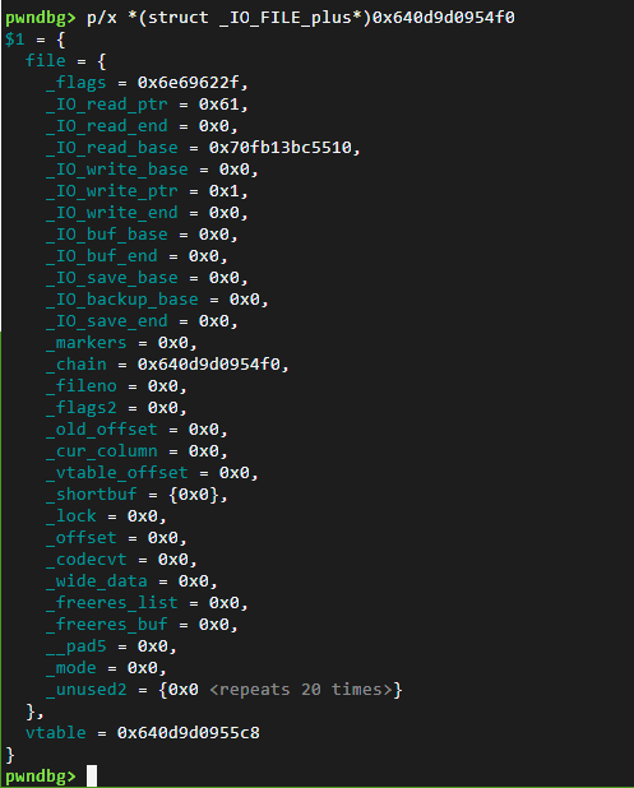 pwndbg> p/x *(struct _IO_FILE_plus*)0x640d9d0954f0
$1 = {
  file = {
    _flags = 0x6e69622f,
    _IO_read_ptr = 0x61,
    _IO_read_end = 0x0,
    _IO_read_base = 0x70fb13bc5510,
    _IO_write_base = 0x0,
    _IO_write_ptr = 0x1,
    _IO_write_end = 0x0,
    _IO_buf_base = 0x0,
    _IO_buf_end = 0x0,
    _IO_save_base = 0x0,
    _IO_backup_base = 0x0,
    _IO_save_end = 0x0,
    _markers = 0x0,
    _chain = 0x640d9d0954f0,
    _fileno = 0x0,
    _flags2 = 0x0,
    _old_offset = 0x0,
    _cur_column = 0x0,
    _vtable_offset = 0x0,
    _shortbuf = {0x0},
    _lock = 0x0,
    _offset = 0x0,
    _codecvt = 0x0,
    _wide_data = 0x0,
    _freeres_list = 0x0,
    _freeres_buf = 0x0,
    __pad5 = 0x0,
    _mode = 0x0,
    _unused2 = {0x0 <repeats 20 times>}
  },
  vtable = 0x640d9d0955c8
}
pwndbg>